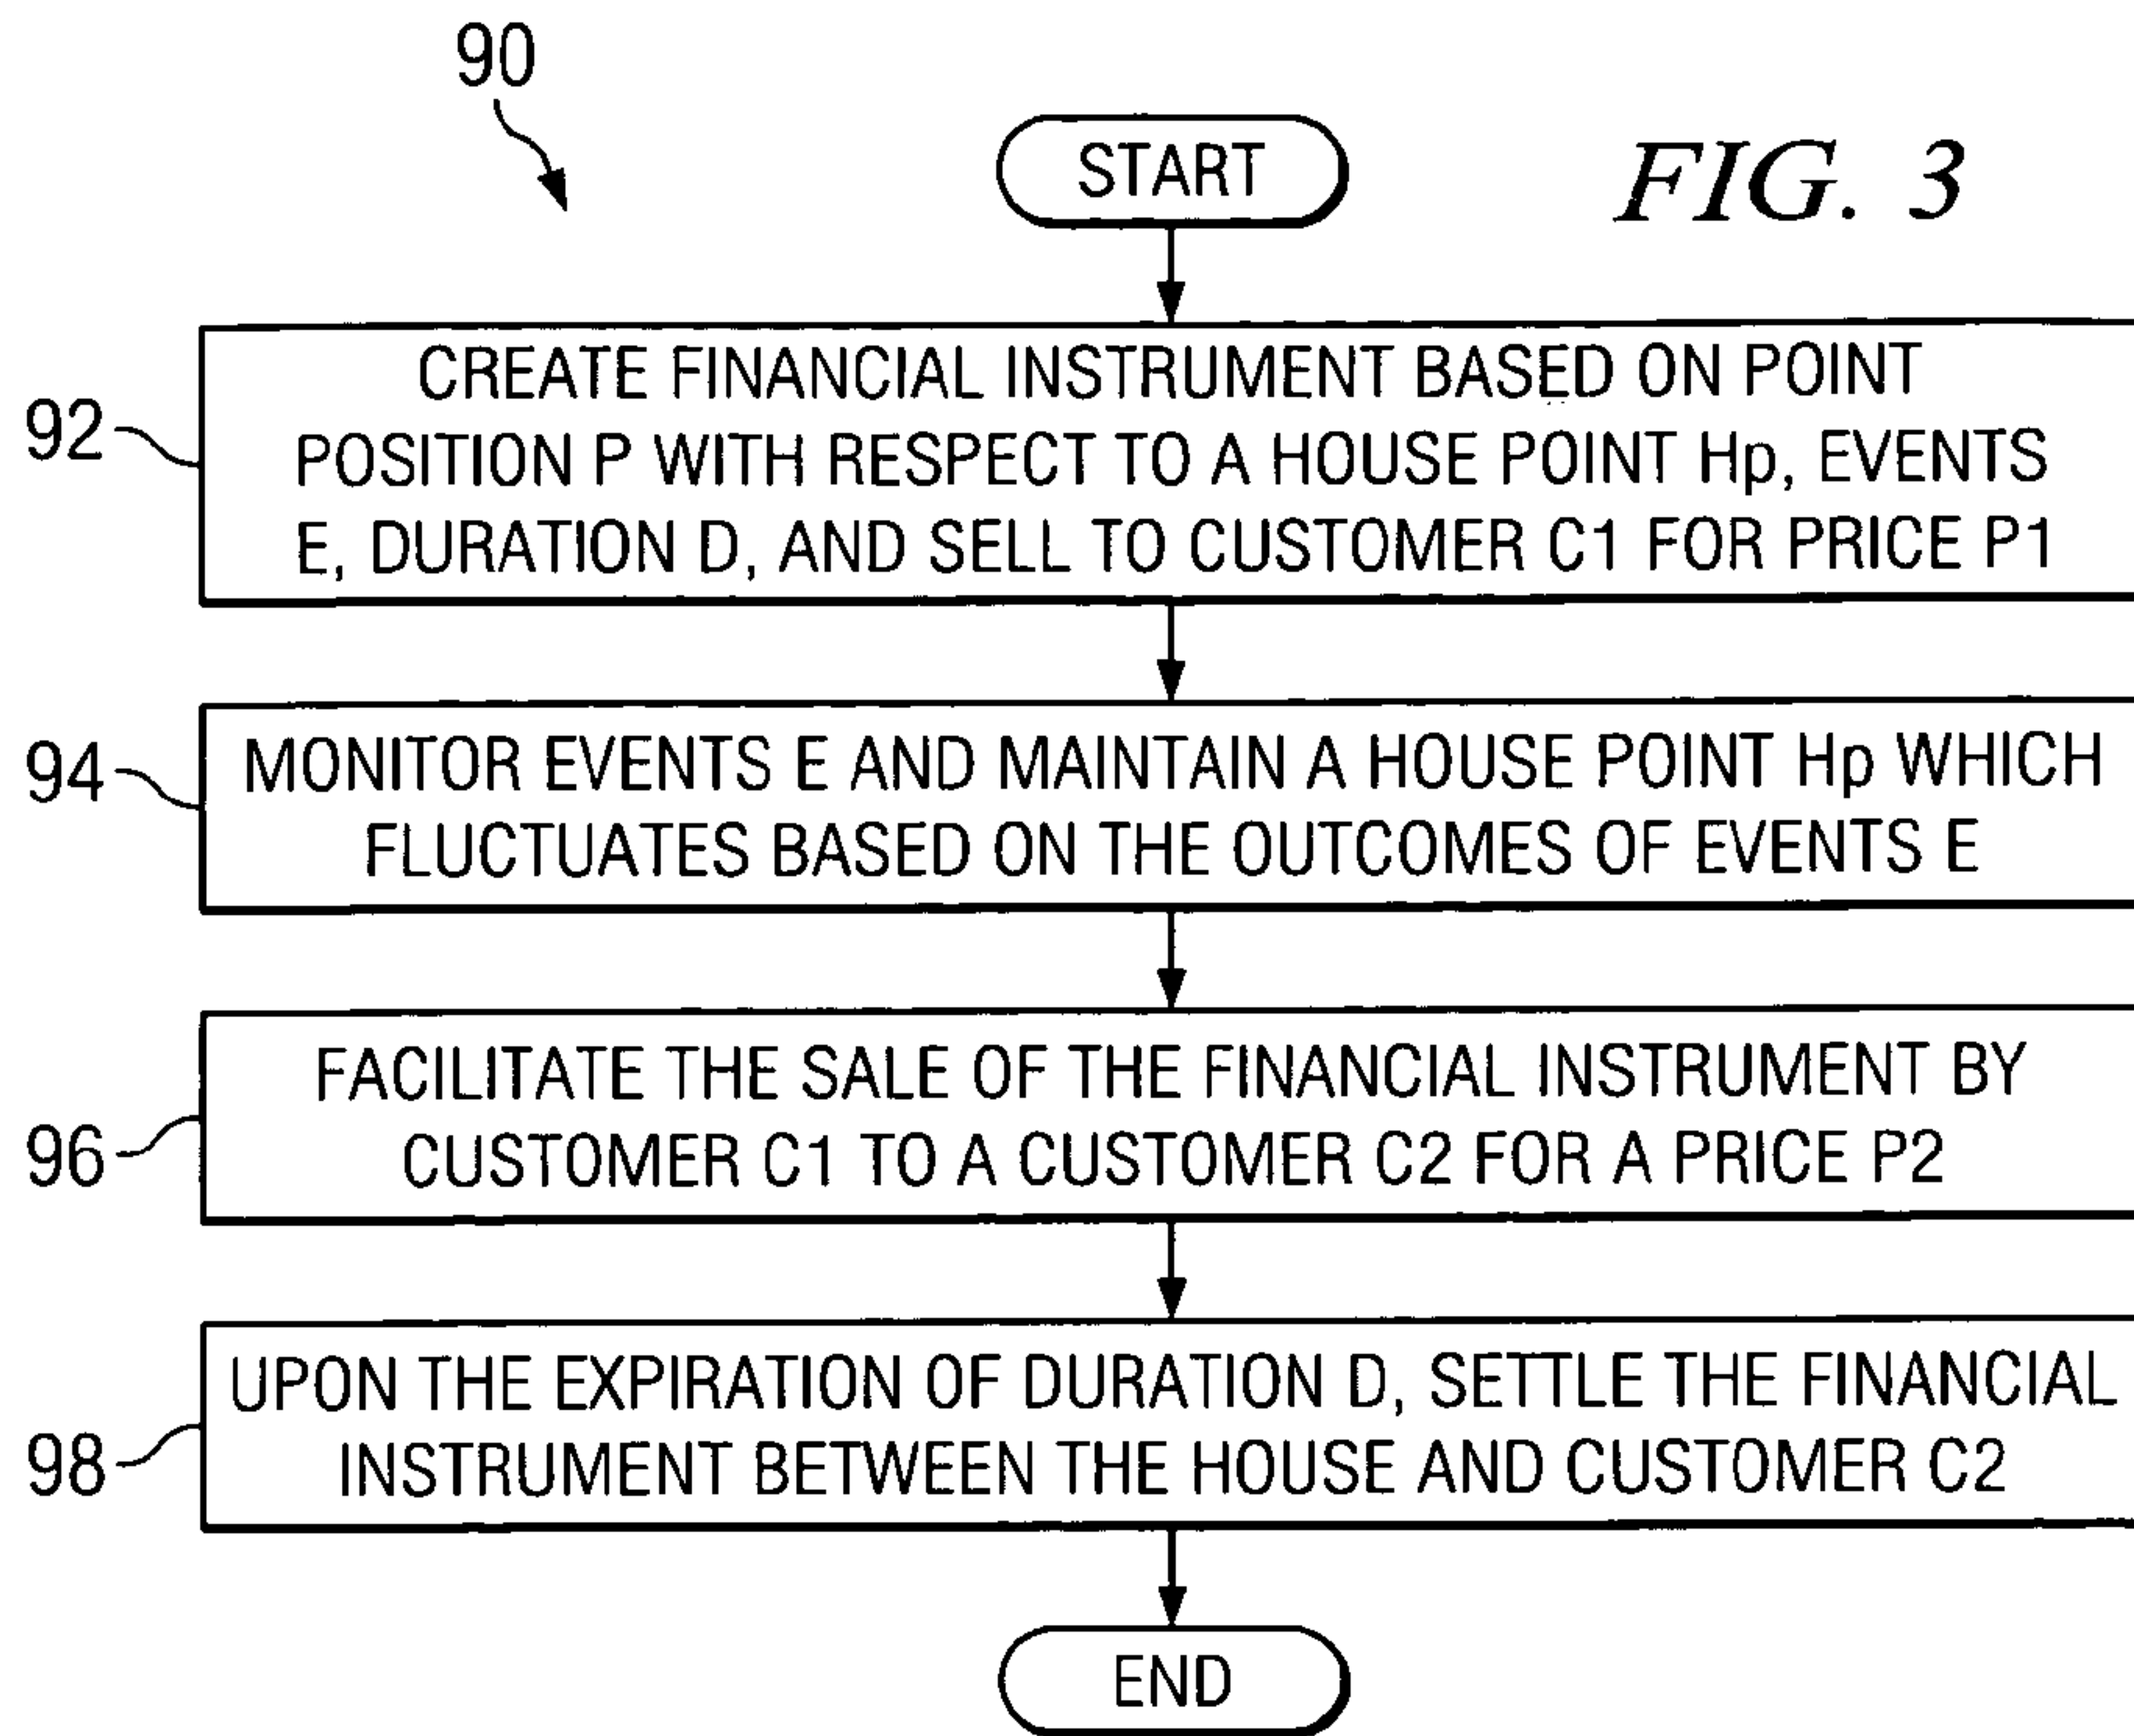 90
START
FIG. 3
92
CREATE FINANCIAL INSTRUMENT BASED ON POINT
POSITION P WITH RESPECT TO A HOUSE POINT Hp, EVENTS
E, DURATION D, AND SELL TO CUSTOMER C1 FOR PRICE P1
94
MONITOR EVENTS E AND MAINTAIN A HOUSE POINT Hp WHICH
FLUCTUATES BASED ON THE OUTCOMES OF EVENTS E
96
FACILITATE THE SALE OF THE FINANCIAL INSTRUMENT BY
CUSTOMER C1 TO A CUSTOMER C2 FOR A PRICE P2
98
UPON THE EXPIRATION OF DURATION D, SETTLE THE FINANCIAL
INSTRUMENT BETWEEN THE HOUSE AND CUSTOMER C2
END